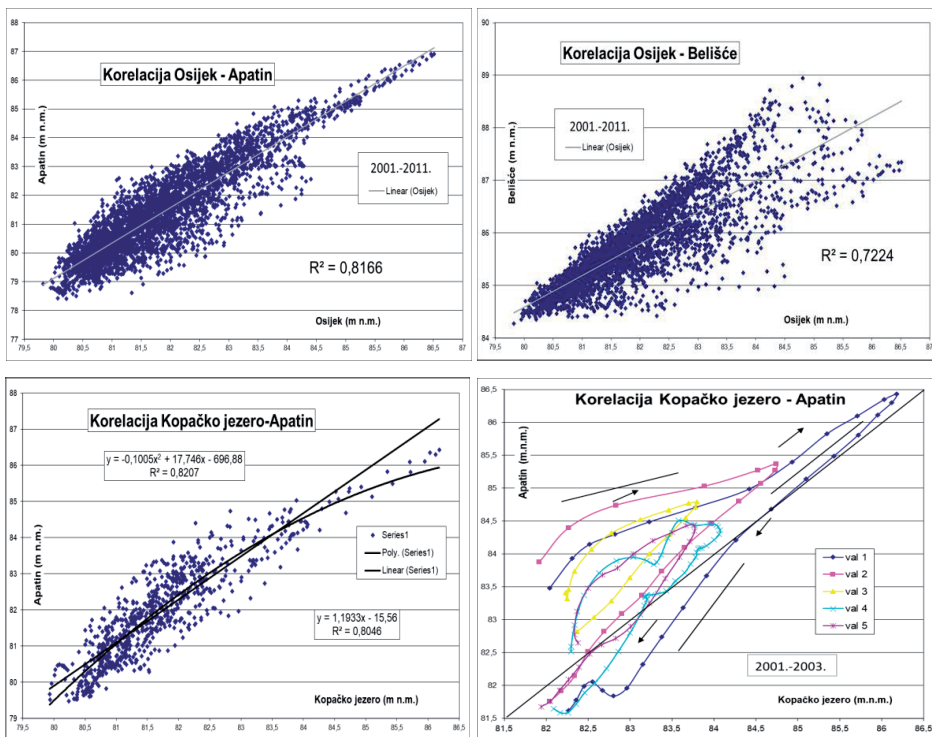 Korelacija Osijek - Apatin
Apatin (m n.m.)
88
87
86
85
84
83
82
81
80
79
78
77
2001.-2011.
Linear (Osijek)
R² = 0,8166
Osijek (m n.m.)
79,5 80 80,5 81 81,5 82 82,5 83 83,5 84 84,5 85 85,5 86 86,5 87
Korelacija Osijek - Belišće
Belišće (m n.m.)
90
89
88
87
86
85
84
2001.-2011.
Linear (Osijek)
R² = 0,7224
Osijek (m n.m.)
79,5 80 80,5 81 81,5 82 82,5 83 83,5 84 84,5 85 85,5 86 86,5 87
Korelacija Kopačko jezero-Apatin
Apatin (m n.m.)
88
87
86
85
84
83
82
81
80
79
y = -0,1005x² + 17,746x - 696,88
R² = 0,8207
Series1
Poly. (Series1)
Linear (Series1)
y = 1,1933x - 15,56
R² = 0,8046
Kopačko jezero (m n.m.)
79,5 80 80,5 81 81,5 82 82,5 83 83,5 84 84,5 85 85,5 86 86,5
Korelacija Kopačko jezero - Apatin
Apatin (m.n.m.)
86,5
86
85,5
85
84,5
84
83,5
83
82,5
82
81,5
val 1
val 2
val 3
val 4
val 5
2001.-2003.
Kopačko jezero (m.n.m.)
81,5 82 82,5 83 83,5 84 84,5 85 85,5 86 86,5